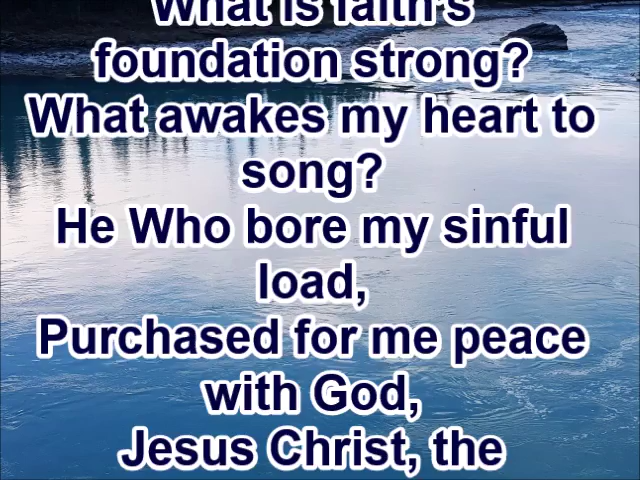 What is faith's
foundation strong?
What awakes my heart to
song?
He Who bore my sinful
load,
Purchased for me peace
with God,
Jesus Christ, the